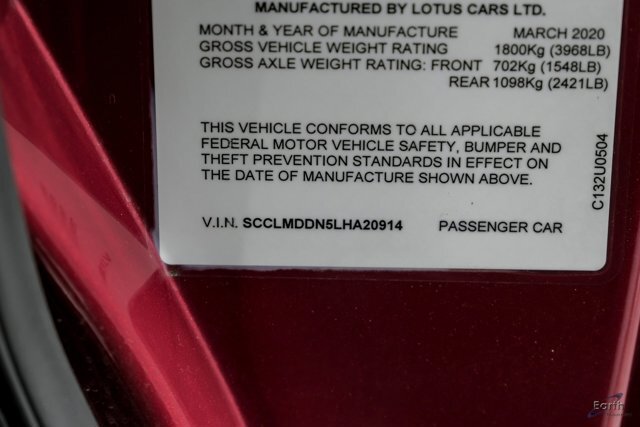 MANUFACTURED BY LOTUS CARS LTD.
MONTH & YEAR OF MANUFACTURE MARCH 2020
GROSS VEHICLE WEIGHT RATING 1800Kg (3968LB)
GROSS AXLE WEIGHT RATING: FRONT 702Kg (1548LB)
REAR 1098Kg (2421LB)
THIS VEHICLE CONFORMS TO ALL APPLICABLE
FEDERAL MOTOR VEHICLE SAFETY, BUMPER AND
THEFT PREVENTION STANDARDS IN EFFECT ON
THE DATE OF MANUFACTURE SHOWN ABOVE.
V.I.N. SCCLMDDN5LHA20914 PASSENGER CAR
C132U0504
Earth